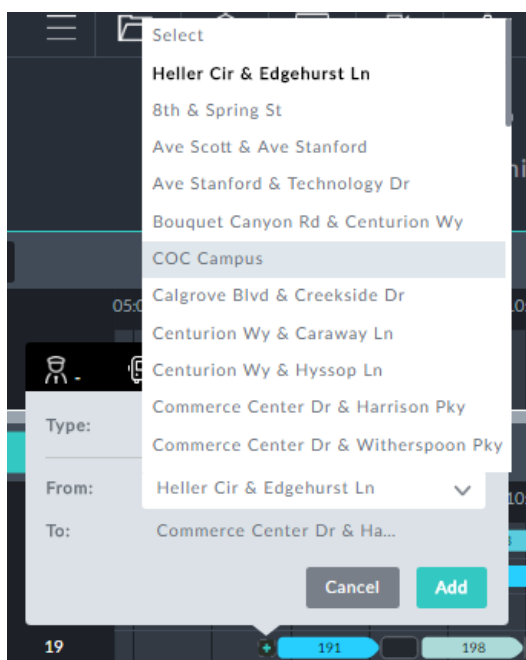 Select
Heller Cir & Edgehurst Ln
8th & Spring St
Ave Scott & Ave Stanford
Ave Stanford & Technology Dr
Bouquet Canyon Rd & Centurion Wy
COC Campus
Calgrove Blvd & Creekside Dr
Centurion Wy & Caraway Ln
Centurion Wy & Hyssop Ln
Commerce Center Dr & Harrison Pky
Commerce Center Dr & Witherspoon Pky
Type:
From: Heller Cir & Edgehurst Ln
To: Commerce Center Dr & Ha...
Cancel Add
19 191 198